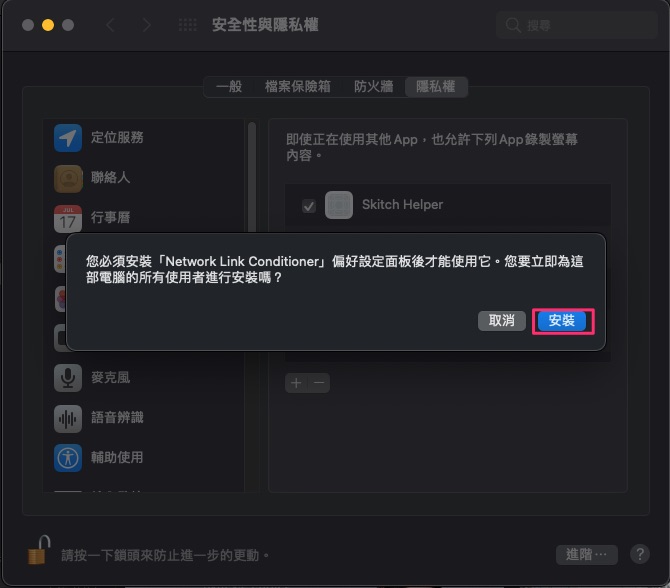 安全性與隱私權
搜尋
一般
檔案保險箱
防火牆
隱私權
定位服務
即使正在使用其他 App，也允許下列 App 錄製螢幕
內容。
聯絡人
Skitch Helper
JUL
17
行事曆
您必須安裝「Network Link Conditioner」偏好設定面板後才能使用它。您要立即為這
部電腦的所有使用者進行安裝嗎？
取消
安裝
麥克風
+ −
語音辨識
輔助使用
請按一下鎖頭來防止進一步的更動。
進階⋯
?